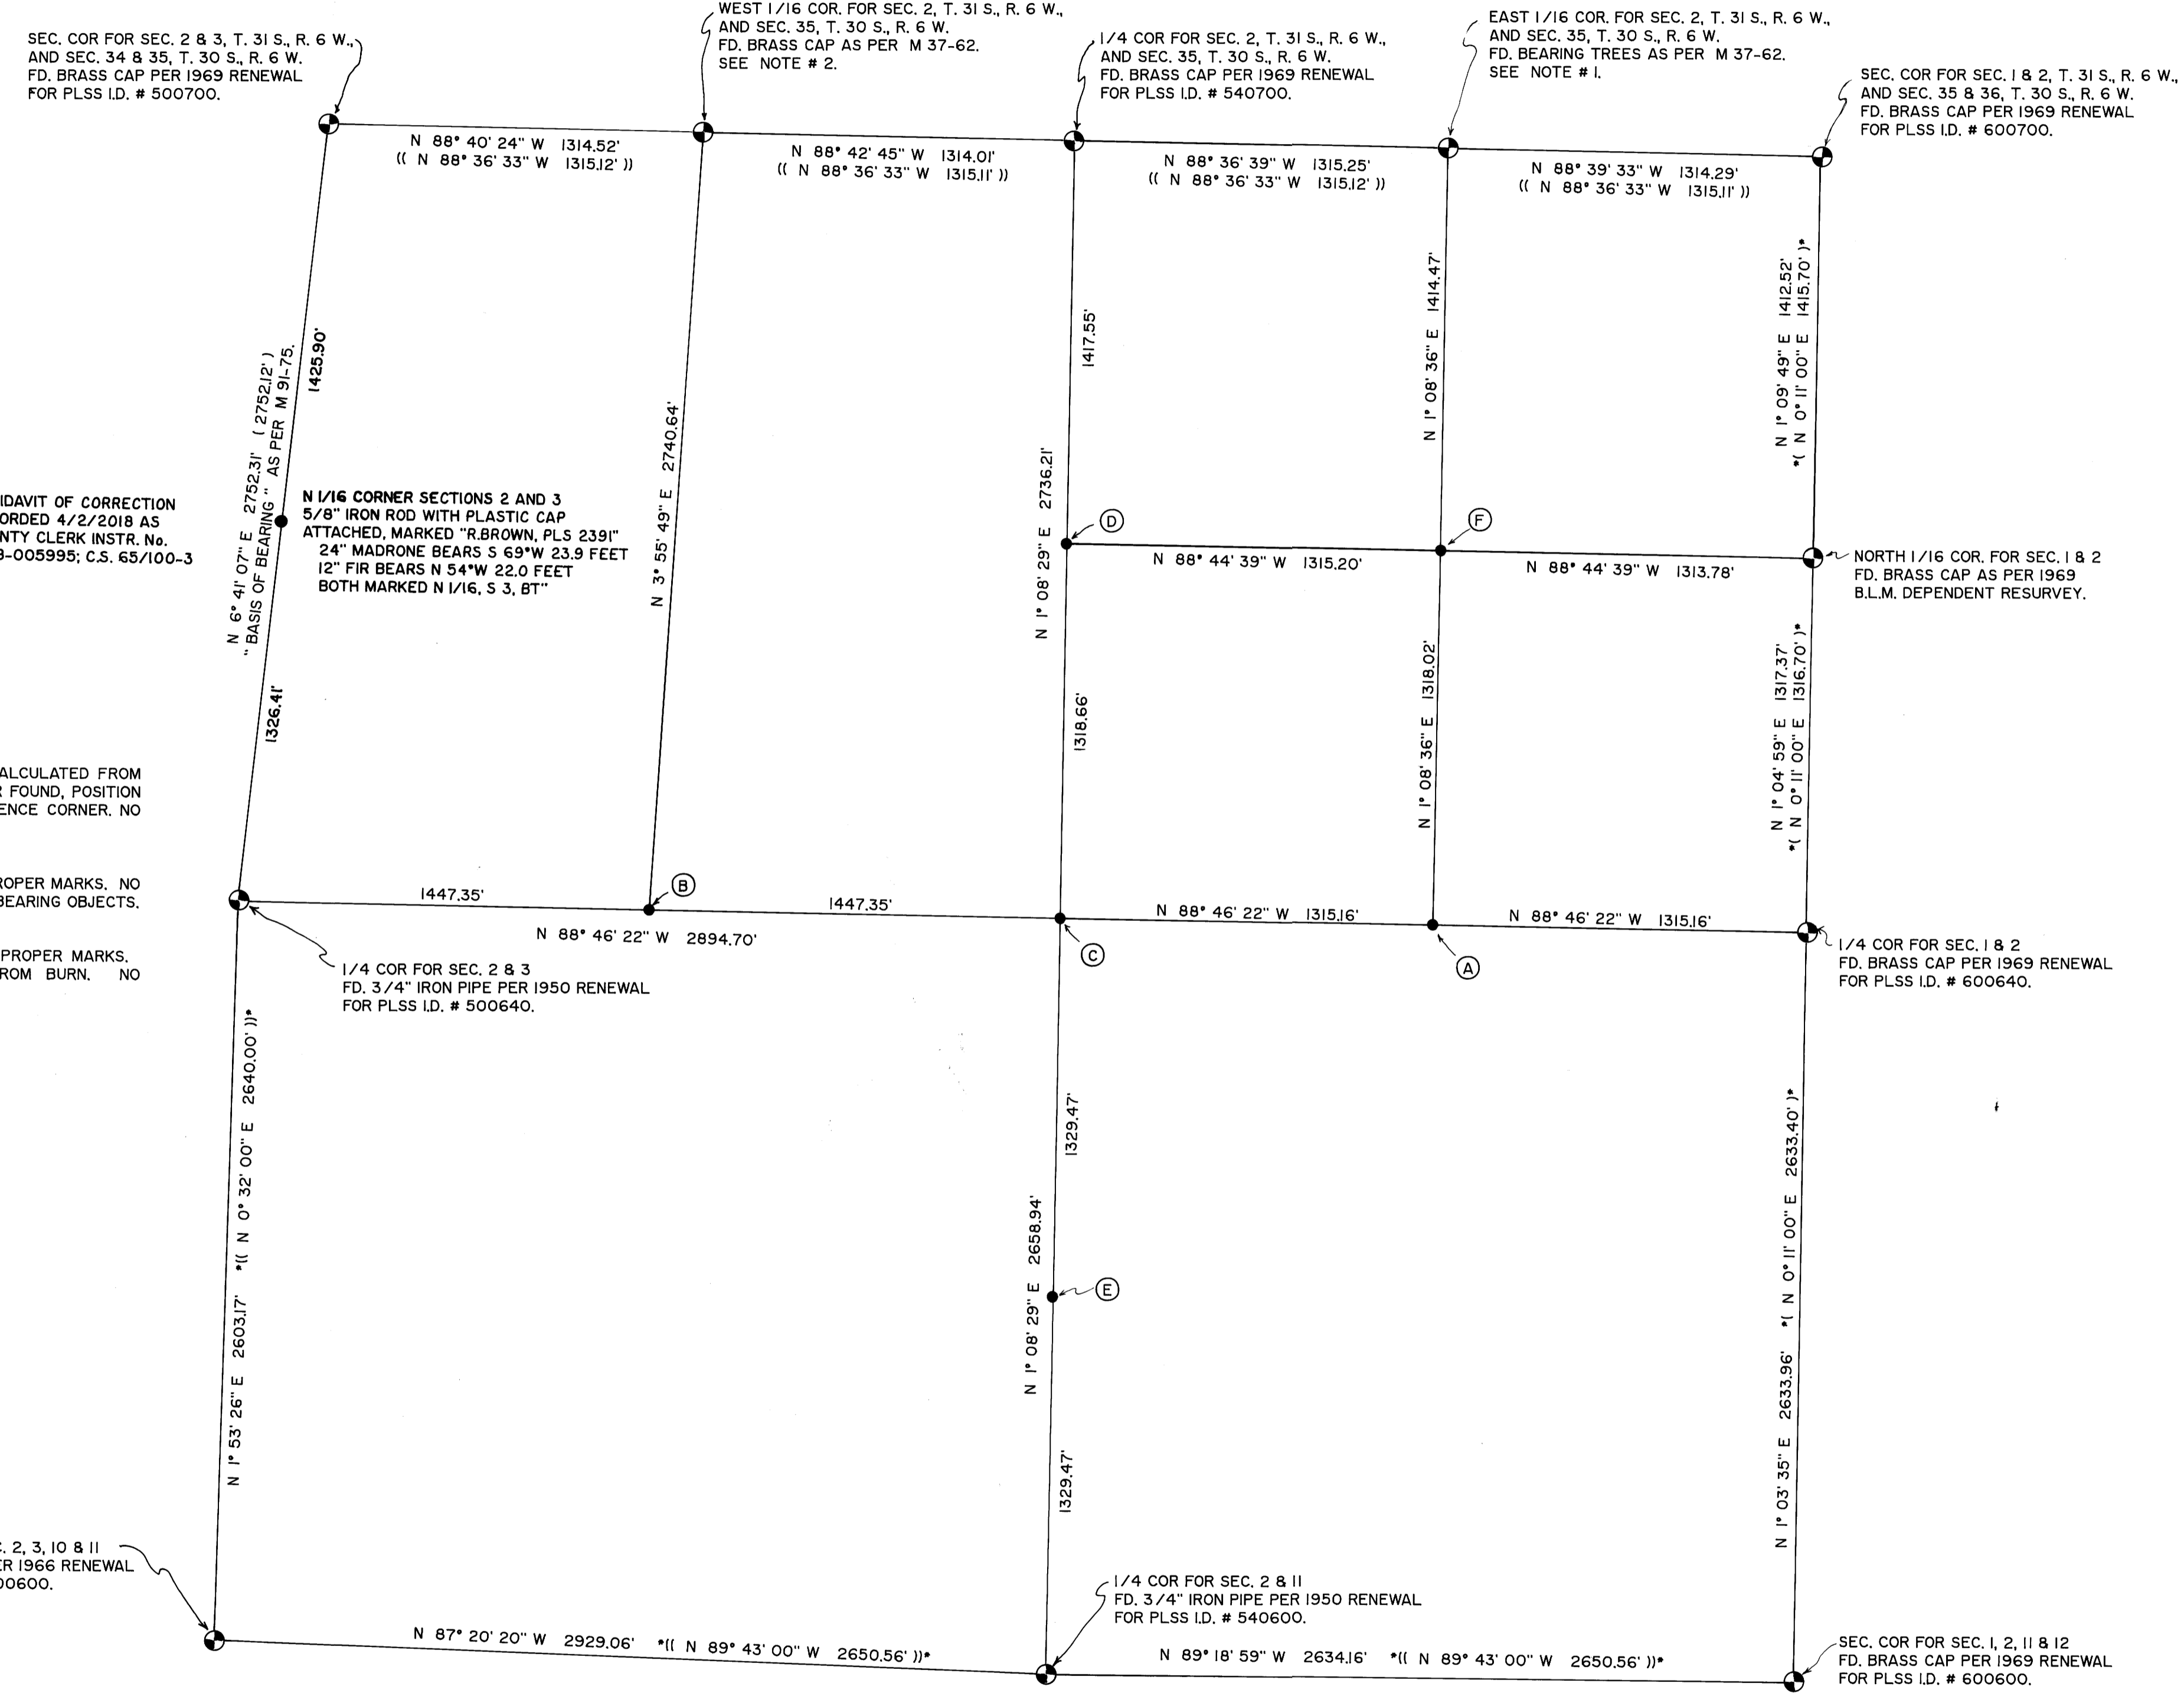 SEC. COR FOR SEC. 2 & 3, T. 31 S., R. 6 W.,
AND SEC. 34 & 35, T. 30 S., R. 6 W.
FD. BRASS CAP PER 1969 RENEWAL
FOR PLSS I.D. # 500700.
WEST 1/16 COR. FOR SEC. 2, T. 31 S., R. 6 W.,
AND SEC. 35, T. 30 S., R. 6 W.
FD. BRASS CAP AS PER M 37-62.
SEE NOTE # 2.
1/4 COR FOR SEC. 2, T. 31 S., R. 6 W.,
AND SEC. 35, T. 30 S., R. 6 W.
FD. BRASS CAP PER 1969 RENEWAL
FOR PLSS I.D. # 540700.
EAST 1/16 COR. FOR SEC. 2, T. 31 S., R. 6 W.,
AND SEC. 35, T. 30 S., R. 6 W.
FD. BEARING TREES AS PER M 37-62.
SEE NOTE # 1.
SEC. COR FOR SEC. 1 & 2, T. 31 S., R. 6 W.,
AND SEC. 35 & 36, T. 30 S., R. 6 W.
FD. BRASS CAP PER 1969 RENEWAL
FOR PLSS I.D. # 600700.
N 88° 40' 24" W 1314.52'
(( N 88° 36' 33" W 1315.12' ))
N 88° 42' 45" W 1314.01'
(( N 88° 36' 33" W 1315.11' ))
N 88° 36' 39" W 1315.25'
(( N 88° 36' 33" W 1315.12' ))
N 88° 39' 33" W 1314.29'
(( N 88° 36' 33" W 1315.11' ))
1425.90'
N 6° 41' 07" E 2752.31' ( 2752.12' )
" BASIS OF BEARING " AS PER M 91-75.
1326.41'
N 3° 55' 49" E 2740.64'
1417.55'
N 1° 08' 29" E 2736.21'
1318.66'
N 1° 08' 36" E 1414.47'
N 1° 09' 49" E 1412.52'
*( N 0° 11' 00" E 1415.70' )*
IDAVIT OF CORRECTION
ORDED 4/2/2018 AS
NTY CLERK INSTR. No.
-005995; C.S. 65/100-3
N 1/16 CORNER SECTIONS 2 AND 3
5/8" IRON ROD WITH PLASTIC CAP
ATTACHED, MARKED "R.BROWN, PLS 2391"
24" MADRONE BEARS S 69°W 23.9 FEET
12" FIR BEARS N 54°W 22.0 FEET
BOTH MARKED N 1/16, S 3, BT"
D
F
N 88° 44' 39" W 1315.20'
N 88° 44' 39" W 1313.78'
NORTH 1/16 COR. FOR SEC. 1 & 2
FD. BRASS CAP AS PER 1969
B.L.M. DEPENDENT RESURVEY.
N 1° 08' 36" E 1318.02'
N 1° 04' 59" E 1317.37'
*( N 0° 11' 00" E 1316.70' )*
ALCULATED FROM
FOUND, POSITION
ENCE CORNER. NO
ROPER MARKS. NO
BEARING OBJECTS.
PROPER MARKS.
ROM BURN. NO
1447.35'
B
1447.35'
N 88° 46' 22" W 2894.70'
N 88° 46' 22" W 1315.16'
N 88° 46' 22" W 1315.16'
C
A
1/4 COR FOR SEC. 2 & 3
FD. 3/4" IRON PIPE PER 1950 RENEWAL
FOR PLSS I.D. # 500640.
1/4 COR FOR SEC. 1 & 2
FD. BRASS CAP PER 1969 RENEWAL
FOR PLSS I.D. # 600640.
N 1° 53' 26" E 2603.17' *(( N 0° 32' 00" E 2640.00' ))*
1329.47'
N 1° 08' 29" E 2658.94'
E
1329.47'
N 1° 03' 35" E 2633.96' *( N 0° 11' 00" E 2633.40' )*
. 2, 3, 10 & 11
ER 1966 RENEWAL
00600.
1/4 COR FOR SEC. 2 & 11
FD. 3/4" IRON PIPE PER 1950 RENEWAL
FOR PLSS I.D. # 540600.
N 87° 20' 20" W 2929.06' *(( N 89° 43' 00" W 2650.56' ))*
N 89° 18' 59" W 2634.16' *(( N 89° 43' 00" W 2650.56' ))*
SEC. COR FOR SEC. 1, 2, 11 & 12
FD. BRASS CAP PER 1969 RENEWAL
FOR PLSS I.D. # 600600.